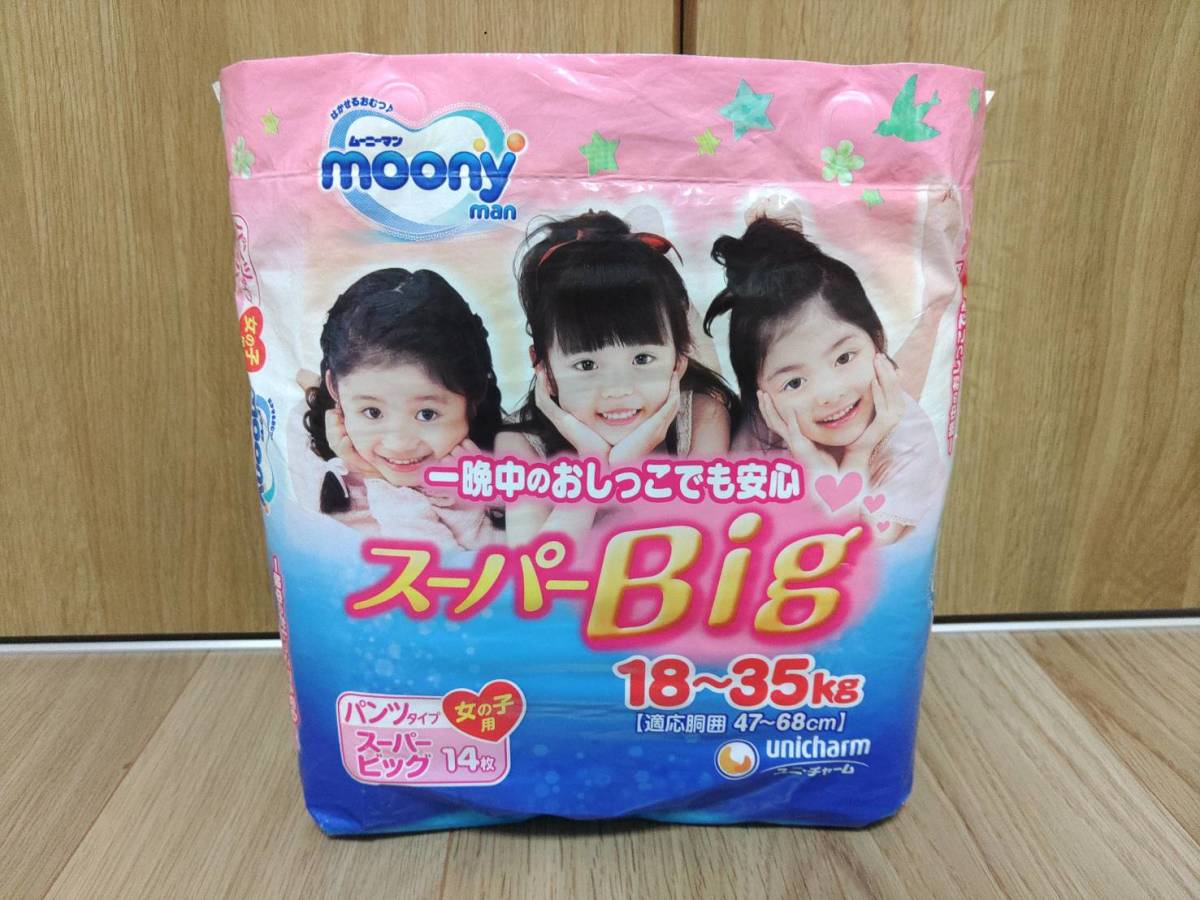 はかせるおむつ♪
ムーニーマン
moony
man
一晩中のおしっこでも安心
スーパーBig
18～35kg
【適応胴囲 47～68cm】
パンツタイプ
女の子用
スーパー
ビッグ
14枚
unicharm
ユニ・チャーム
女の子
moony